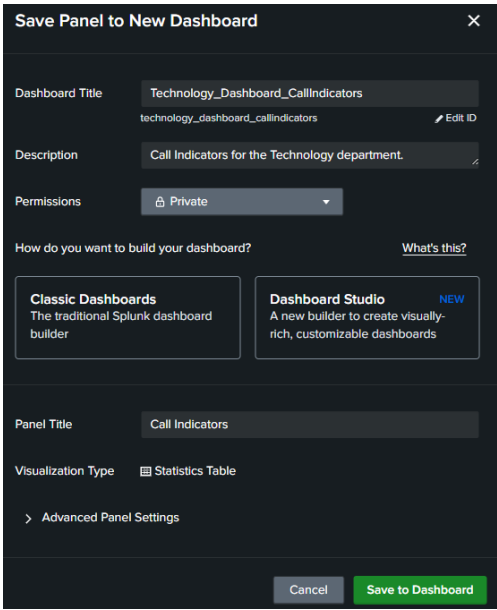 Save Panel to New Dashboard
Dashboard Title
Technology_Dashboard_CallIndicators
technology_dashboard_callindicators
Edit ID
Description
Call Indicators for the Technology department.
Permissions
Private
How do you want to build your dashboard?
What's this?
Classic Dashboards
The traditional Splunk dashboard
builder
Dashboard Studio
NEW
A new builder to create visually-
rich, customizable dashboards
Panel Title
Call Indicators
Visualization Type
Statistics Table
Advanced Panel Settings
Cancel
Save to Dashboard